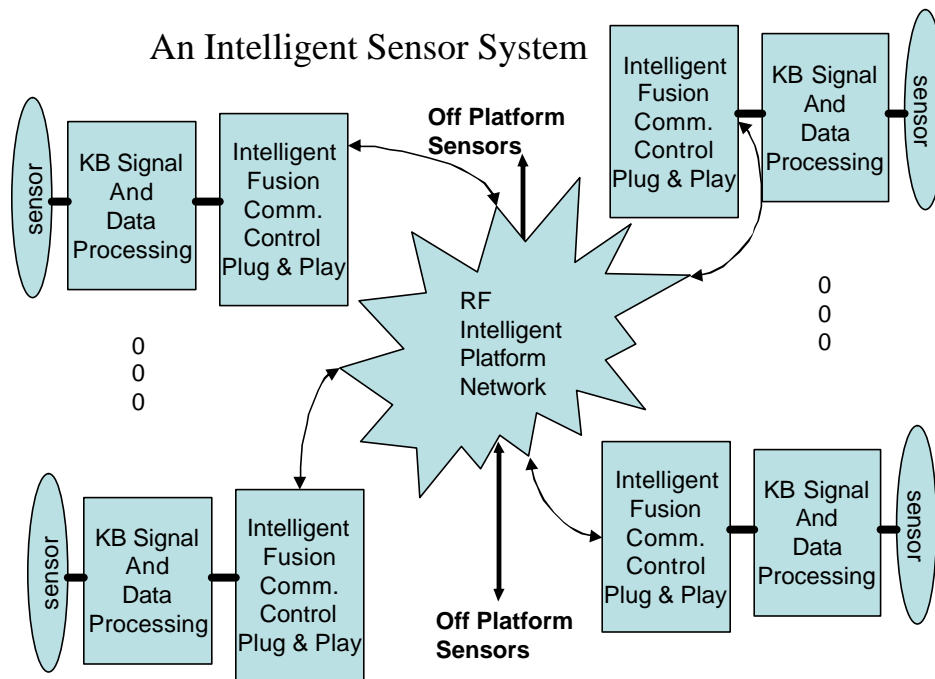 An Intelligent Sensor System
sensor
KB Signal
And
Data
Processing
Intelligent
Fusion
Comm.
Control
Plug & Play
Off Platform
Sensors
Intelligent
Fusion
Comm.
Control
Plug & Play
KB Signal
And
Data
Processing
sensor
RF
Intelligent
Platform
Network
0
0
0
0
0
0
sensor
KB Signal
And
Data
Processing
Intelligent
Fusion
Comm.
Control
Plug & Play
Off Platform
Sensors
Intelligent
Fusion
Comm.
Control
Plug & Play
KB Signal
And
Data
Processing
sensor